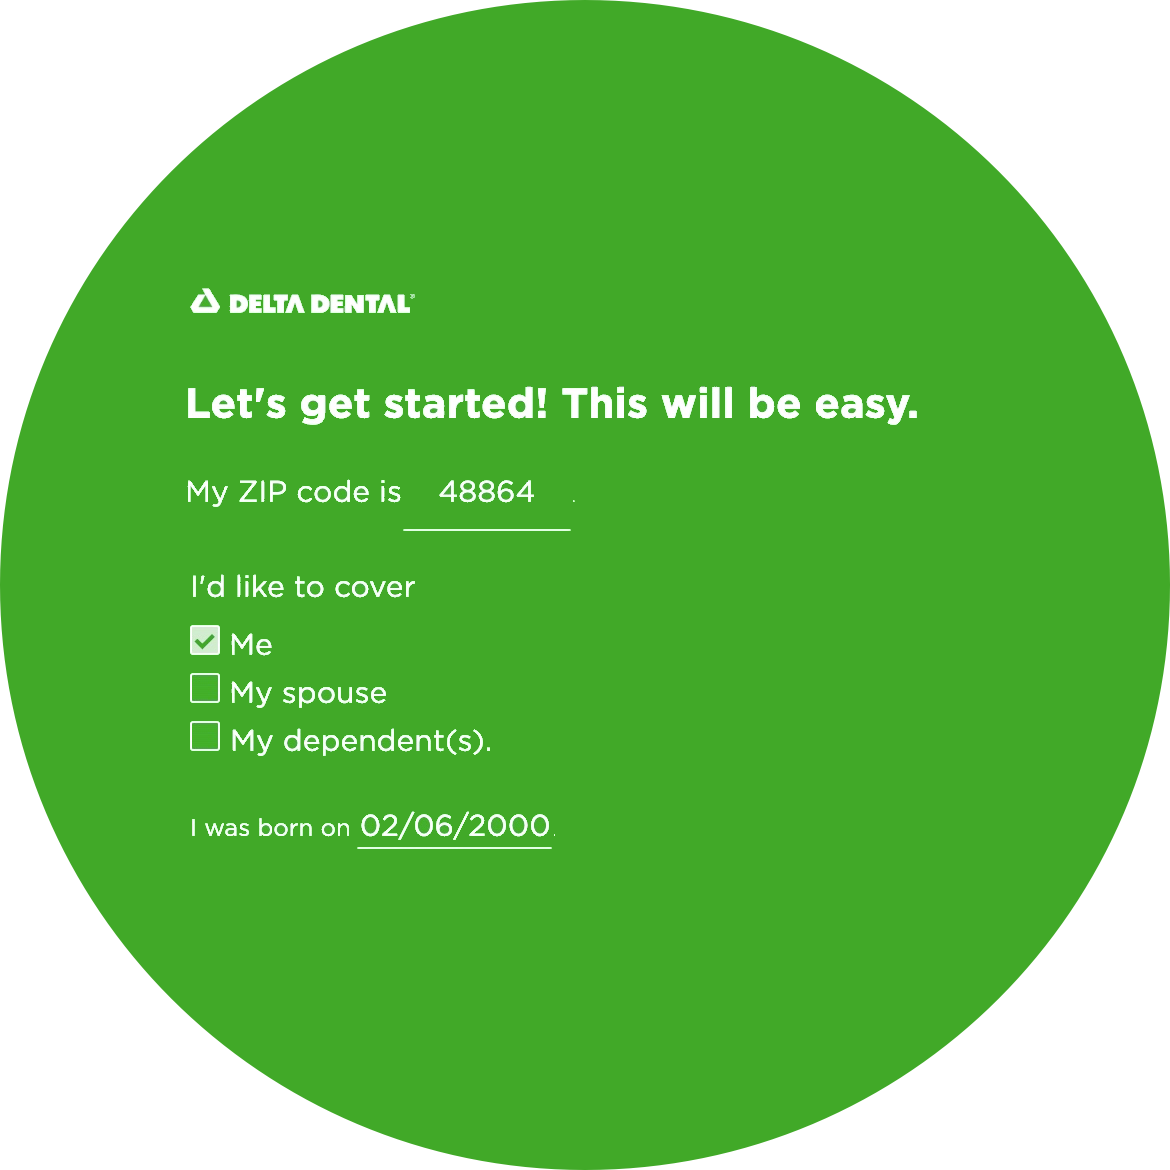 DELTA DENTAL®
Let's get started! This will be easy.
My ZIP code is 48864.
I'd like to cover
Me
My spouse
My dependent(s).
I was born on 02/06/2000.